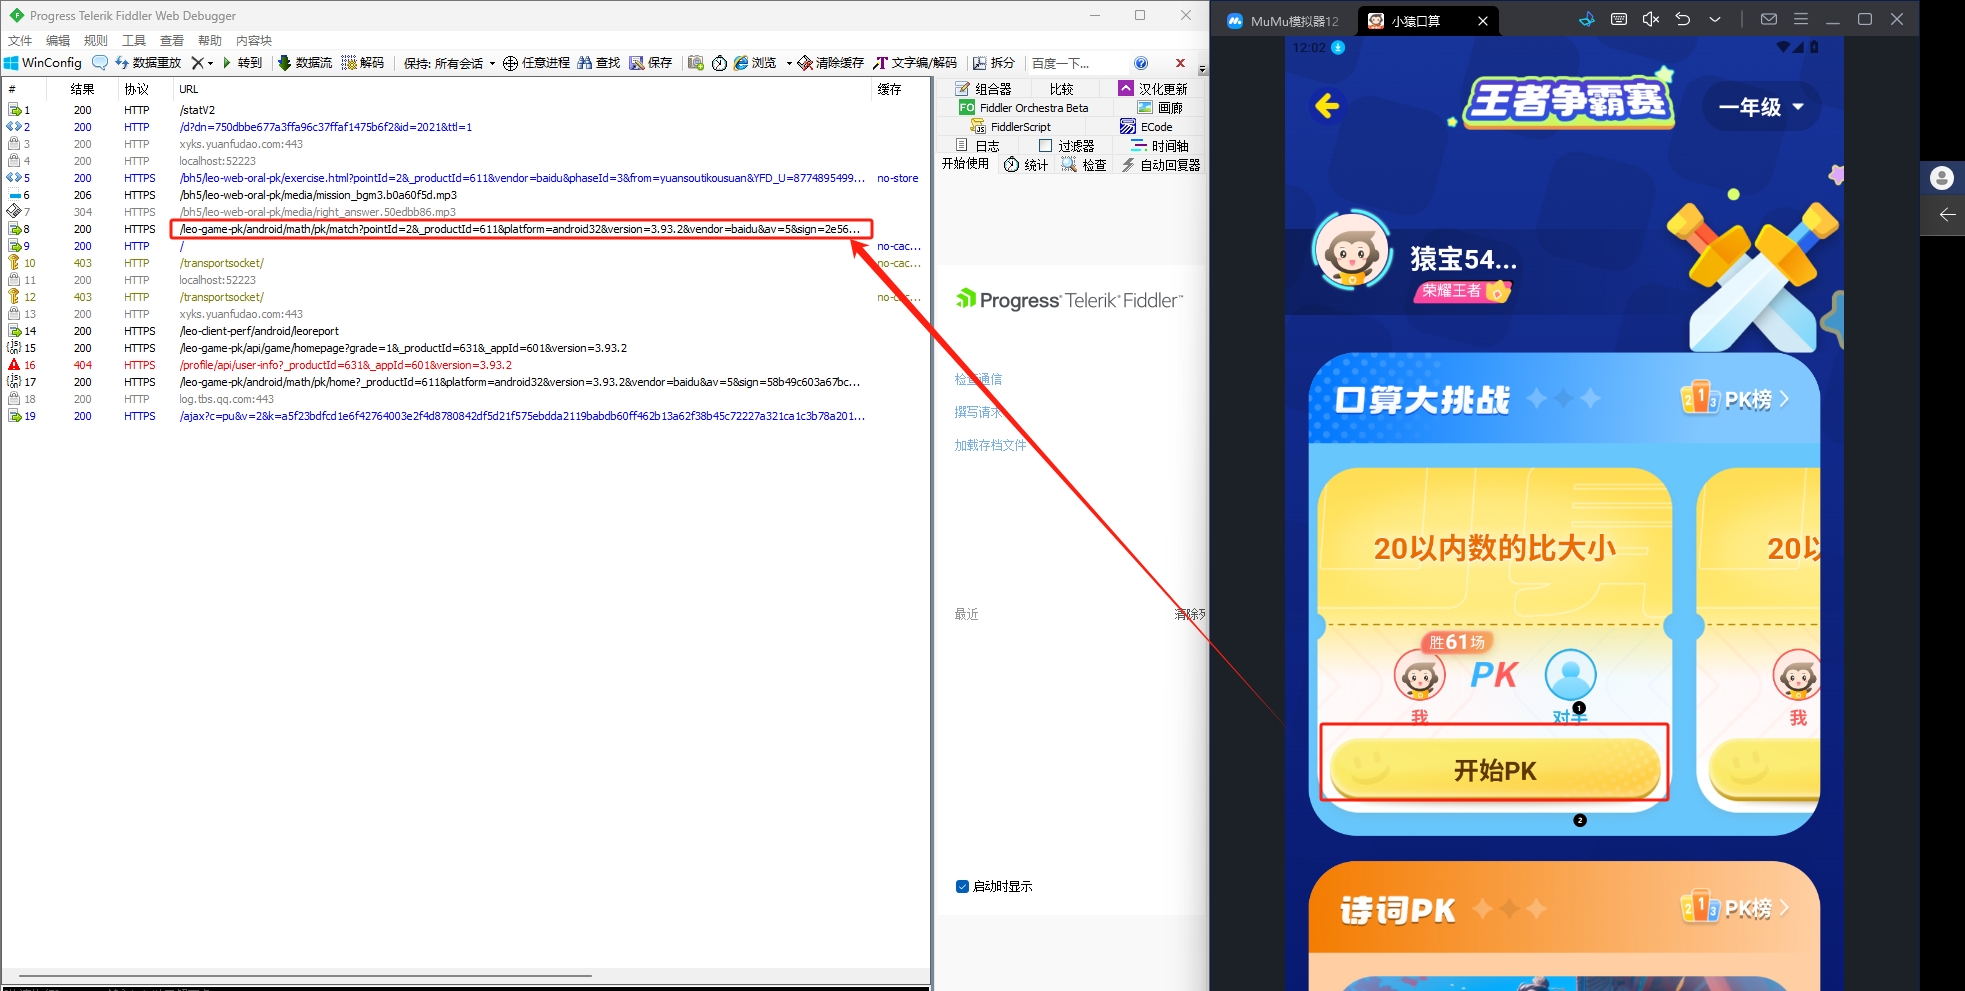 Progress Telerik Fiddler Web Debugger
文件 编辑 规则 工具 查看 帮助 内容块
WinConfig 数据重放 转到 数据流 解码 保持: 所有会话 任意进程 查找 保存 浏览 清除缓存 文字编/解码 拆分 百度一下...
# 结果 协议 URL 缓存
1 200 HTTP /statV2
2 200 HTTP /d?dn=750dbbe677a3ffa96c37ffaf1475b6f2&id=2021&ttl=1
3 200 HTTP xyks.yuanfudao.com:443
4 200 HTTP localhost:52223
5 200 HTTPS /bh5/leo-web-oral-pk/exercise.html?pointId=2&_productId=611&vendor=baidu&phaseId=3&from=yuansoutikousuan&YFD_U=8774895499... no-store
6 206 HTTPS /bh5/leo-web-oral-pk/media/mission_bgm3.b0a60f5d.mp3
7 304 HTTPS /bh5/leo-web-oral-pk/media/right_answer.50edbb86.mp3
8 200 HTTPS /leo-game-pk/android/math/pk/match?pointId=2&_productId=611&platform=android32&version=3.93.2&vendor=baidu&av=5&sign=2e56...
9 200 HTTP / no-cac...
10 403 HTTP /transportsocket/ no-cac...
11 200 HTTP localhost:52223
12 403 HTTP /transportsocket/
13 200 HTTP xyks.yuanfudao.com:443
14 200 HTTPS /leo-client-perf/android/leoreport
15 200 HTTPS /leo-game-pk/api/game/homepage?grade=1&_productId=631&_appId=601&version=3.93.2
16 404 HTTPS /profile/api/user-info?_productId=631&_appId=601&version=3.93.2
17 200 HTTPS /leo-game-pk/android/math/pk/home?_productId=611&platform=android32&version=3.93.2&vendor=baidu&av=5&sign=58b49c603a67bc...
18 200 HTTP log.tbs.qq.com:443
19 200 HTTPS /ajax?c=pu&v=2&k=a5f23bdfcd1e6f42764003e2f4d8780842df5d21f575ebdda2119babdb60ff462b13a62f38b45c72227a321ca1c3b78a201...
组合器 比较 汉化更新
FO Fiddler Orchestra Beta 画廊
FiddlerScript ECode
日志 过滤器 时间轴
开始使用 统计 检查 自动回复器
Progress Telerik Fiddler
检查通信
撰写请求
加载存档文件
最近
启动时显示
MuMu模拟器12 小猿口算
12:02
王者争霸赛
一年级
猿宝54...
荣耀王者
口算大挑战
PK榜
20以内数的比大小
胜61场
PK
我
对手
我
1
开始PK
2
诗词PK
PK榜